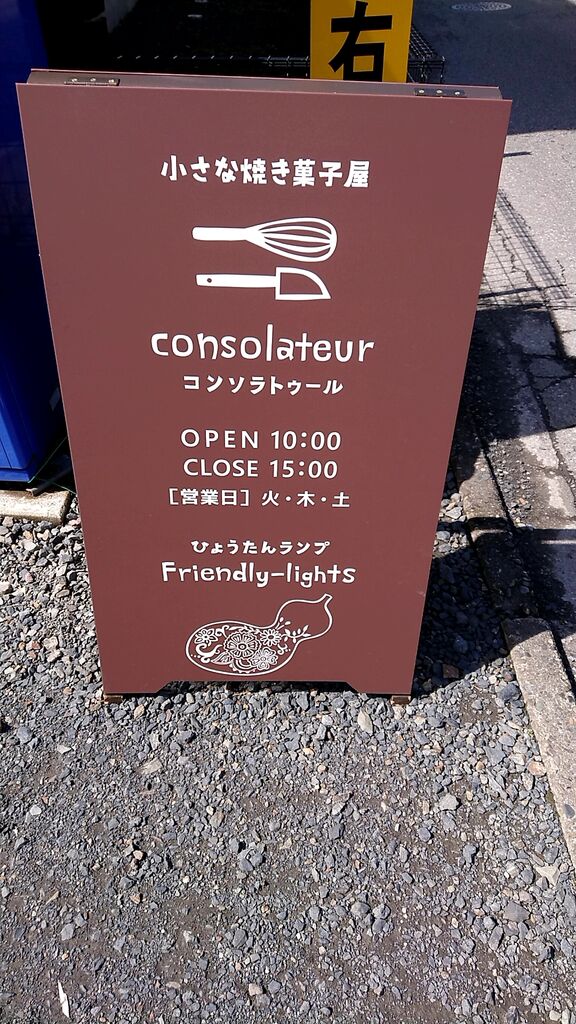 右
小さな焼き菓子屋
consolateur
コンソラトゥール
OPEN 10:00
CLOSE 15:00
［営業日］火・木・土
ひょうたんランプ
Friendly-lights